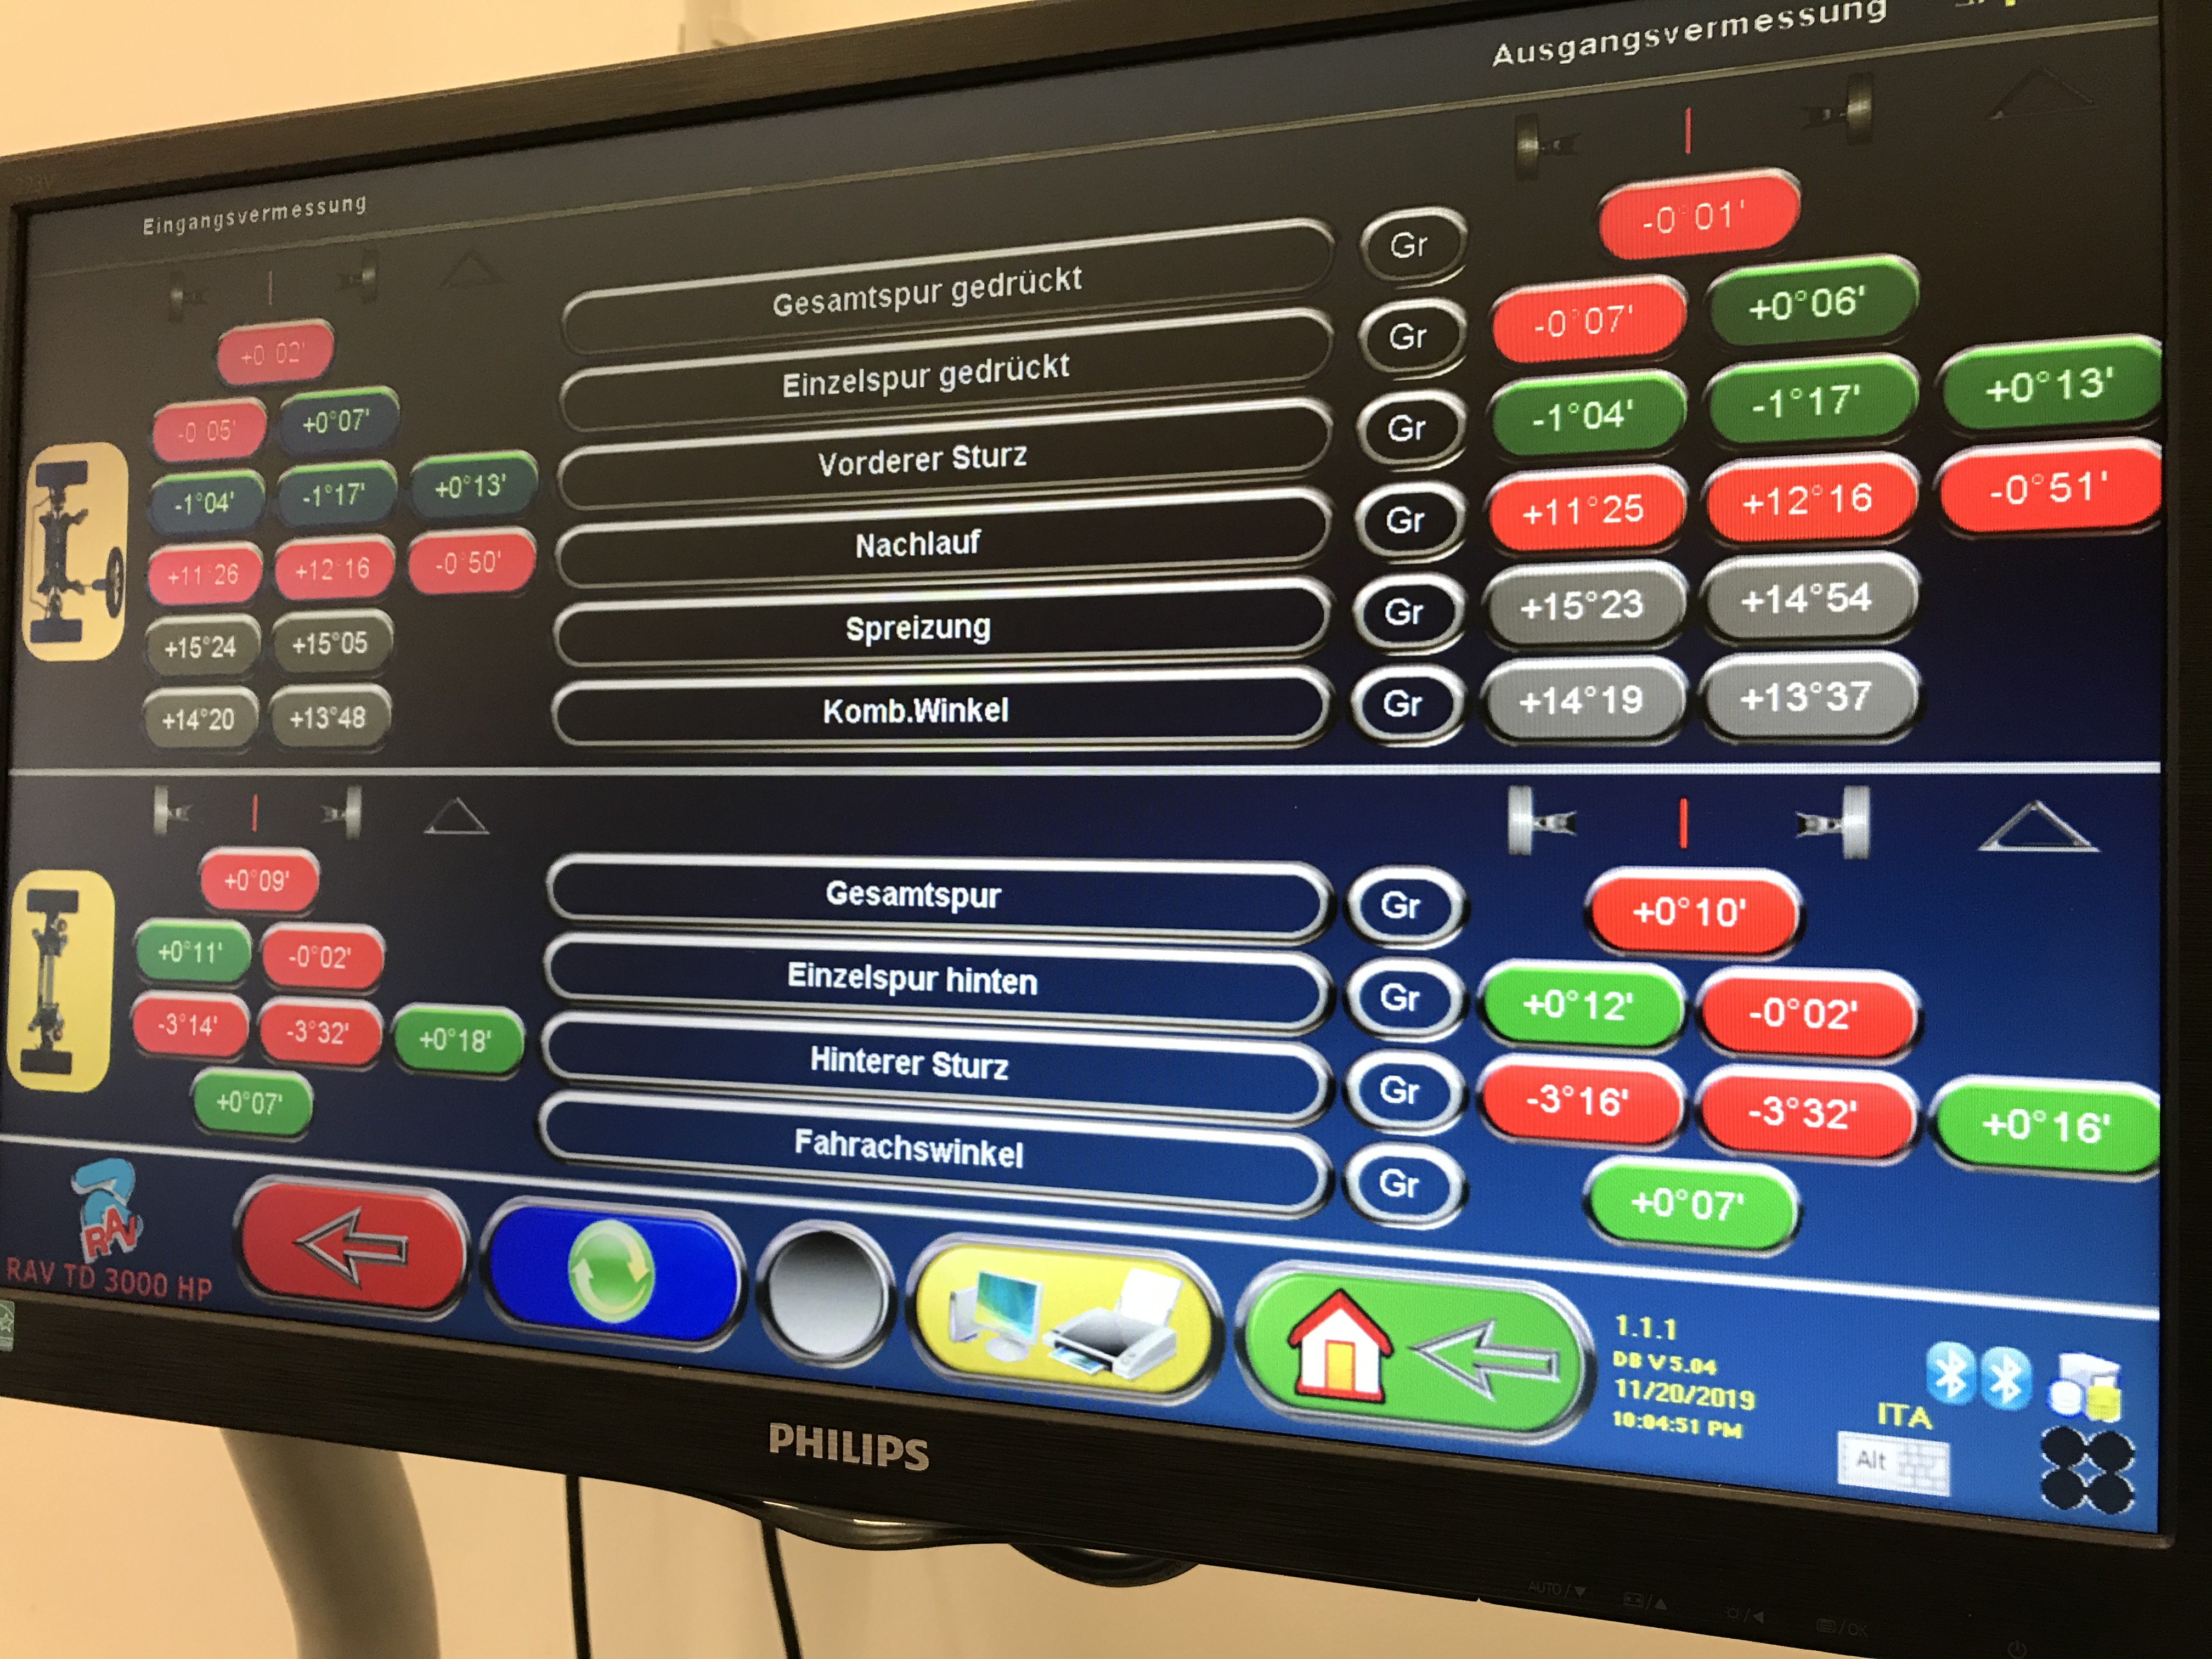 Eingangsvermessung
Ausgangsvermessung
+0°02' Gesamtspur gedrückt Gr -0°01'
-0°05' +0°07' Einzelspur gedrückt Gr -0°07' +0°06'
-1°04' -1°17' +0°13' Vorderer Sturz Gr -1°04' -1°17' +0°13'
+11°26 +12°16 -0°50' Nachlauf Gr +11°25 +12°16 -0°51'
+15°24 +15°05 Spreizung Gr +15°23 +14°54
+14°20 +13°48 Komb.Winkel Gr +14°19 +13°37
+0°09' Gesamtspur Gr +0°10'
+0°11' -0°02' Einzelspur hinten Gr +0°12' -0°02'
-3°14' -3°32' +0°18' Hinterer Sturz Gr -3°16' -3°32' +0°16'
+0°07' Fahrachswinkel Gr +0°07'
RAV
RAV TD 3000 HP
1.1.1
DB V 5.04
11/20/2019
10:04:51 PM
ITA
Alt
PHILIPS
AUTO/▼
/▲
/◄
/OK